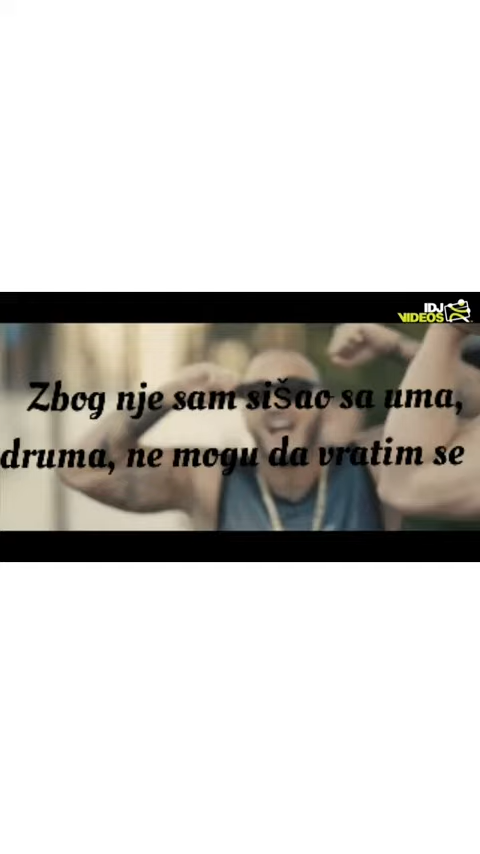 IDJ
VIDEOS
Zbog nje sam sišao sa uma,
druma, ne mogu da vratim se